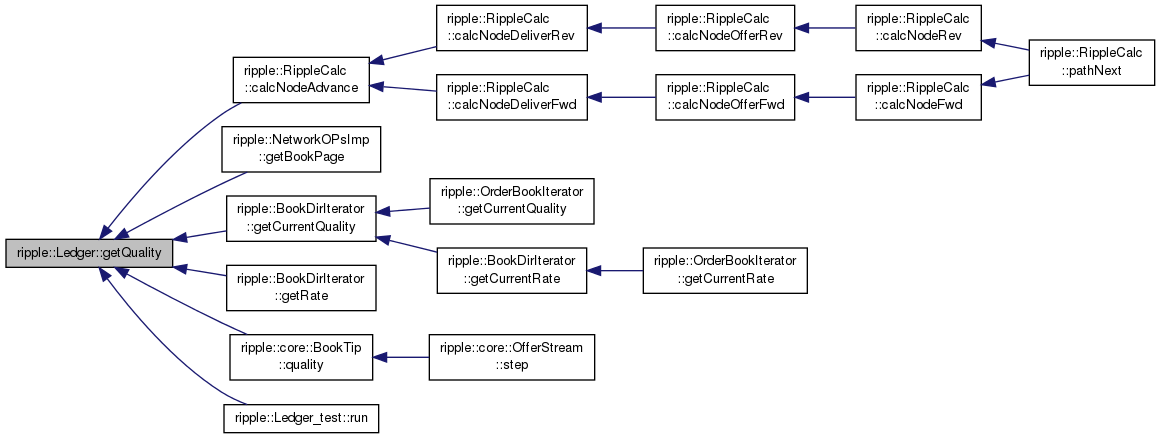 ripple::RippleCalc
::calcNodeDeliverRev
ripple::RippleCalc
::calcNodeOfferRev
ripple::RippleCalc
::calcNodeRev
ripple::RippleCalc
::pathNext
ripple::RippleCalc
::calcNodeAdvance
ripple::RippleCalc
::calcNodeDeliverFwd
ripple::RippleCalc
::calcNodeOfferFwd
ripple::RippleCalc
::calcNodeFwd
ripple::NetworkOPsImp
::getBookPage
ripple::OrderBookIterator
::getCurrentQuality
ripple::BookDirIterator
::getCurrentQuality
ripple::Ledger::getQuality
ripple::BookDirIterator
::getCurrentRate
ripple::OrderBookIterator
::getCurrentRate
ripple::BookDirIterator
::getRate
ripple::core::BookTip
::quality
ripple::core::OfferStream
::step
ripple::Ledger_test::run